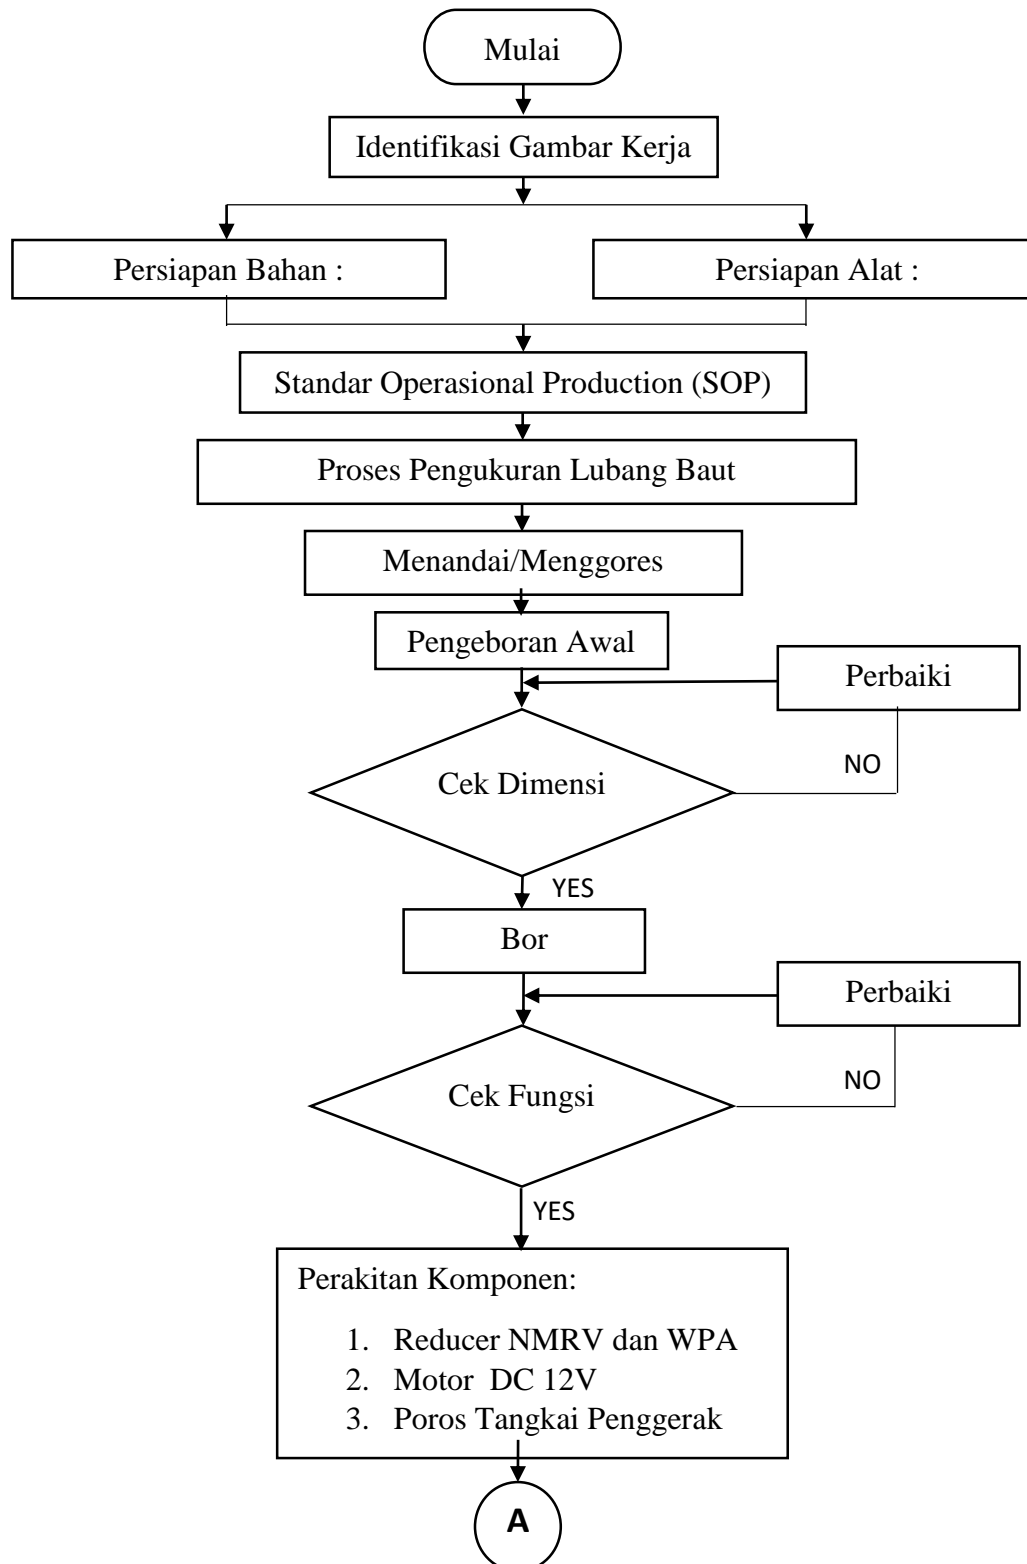 Mulai
Identifikasi Gambar Kerja
Persiapan Bahan :
Persiapan Alat :
Standar Operasional Production (SOP)
Proses Pengukuran Lubang Baut
Menandai/Menggores
Pengeboran Awal
Perbaiki
Cek Dimensi
NO
YES
Bor
Perbaiki
Cek Fungsi
NO
YES
Perakitan Komponen:
1. Reducer NMRV dan WPA
2. Motor DC 12V
3. Poros Tangkai Penggerak
A